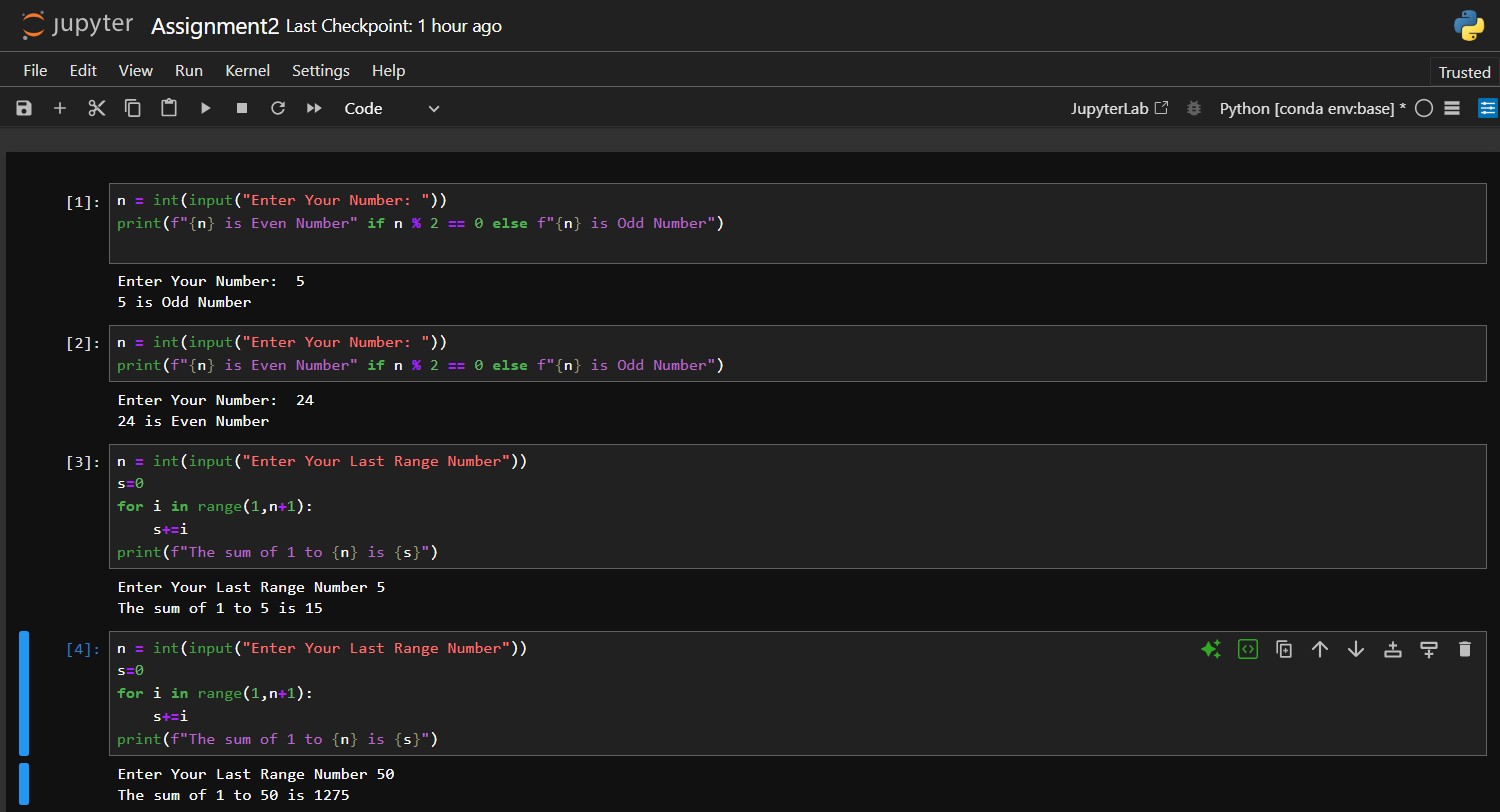 jupyter Assignment2 Last Checkpoint: 1 hour ago
File Edit View Run Kernel Settings Help Trusted
Code JupyterLab Python [conda env:base] *
[1]: n = int(input("Enter Your Number: "))
print(f"{n} is Even Number" if n % 2 == 0 else f"{n} is Odd Number")
Enter Your Number:  5
5 is Odd Number
[2]: n = int(input("Enter Your Number: "))
print(f"{n} is Even Number" if n % 2 == 0 else f"{n} is Odd Number")
Enter Your Number:  24
24 is Even Number
[3]: n = int(input("Enter Your Last Range Number"))
s=0
for i in range(1,n+1):
    s+=i
print(f"The sum of 1 to {n} is {s}")
Enter Your Last Range Number 5
The sum of 1 to 5 is 15
[4]: n = int(input("Enter Your Last Range Number"))
s=0
for i in range(1,n+1):
    s+=i
print(f"The sum of 1 to {n} is {s}")
Enter Your Last Range Number 50
The sum of 1 to 50 is 1275